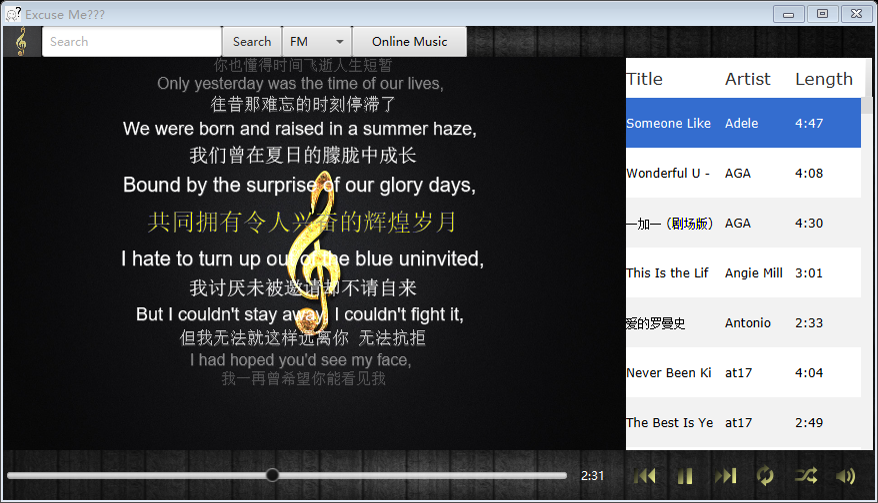 Excuse Me???
Search Search FM Online Music
你也懂得时间飞逝人生短暂
Only yesterday was the time of our lives,
往昔那难忘的时刻停滞了
We were born and raised in a summer haze,
我们曾在夏日的朦胧中成长
Bound by the surprise of our glory days,
共同拥有令人兴奋的辉煌岁月
I hate to turn up out of the blue uninvited,
我讨厌未被邀请却不请自来
But I couldn't stay away, I couldn't fight it,
但我无法就这样远离你 无法抗拒
I had hoped you'd see my face,
我一再曾希望你能看见我
Title Artist Length
Someone Like Adele 4:47
Wonderful U - AGA 4:08
一加一（剧场版） AGA 4:30
This Is the Lif Angie Mill 3:01
爱的罗曼史 Antonio 2:33
Never Been Ki at17 4:04
The Best Is Ye at17 2:49
2:31